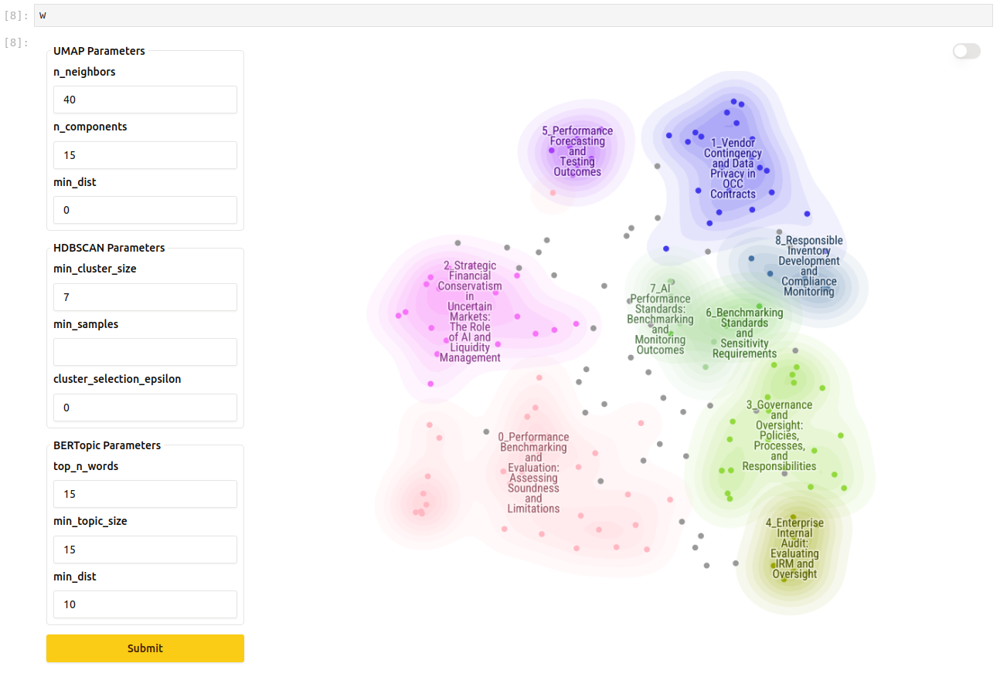 [8]: w
[8]:
UMAP Parameters
n_neighbors
40
n_components
15
min_dist
0
HDBSCAN Parameters
min_cluster_size
7
min_samples
cluster_selection_epsilon
0
BERTopic Parameters
top_n_words
15
min_topic_size
15
min_dist
10
Submit
5_Performance
Forecasting
and
Testing
Outcomes
1_Vendor
Contingency
and Data
Privacy in
OCC
Contracts
8_Responsible
Inventory
Development
and
Compliance
Monitoring
2_Strategic
Financial
Conservatism
in
Uncertain
Markets:
The Role
of AI and
Liquidity
Management
7_AI
Performance
Standards:
Benchmarking
and
Monitoring
Outcomes
6_Benchmarking
Standards
and
Sensitivity
Requirements
3_Governance
and
Oversight:
Policies,
Processes,
and
Responsibilities
0_Performance
Benchmarking
and
Evaluation:
Assessing
Soundness
and
Limitations
4_Enterprise
Internal
Audit:
Evaluating
IRM and
Oversight